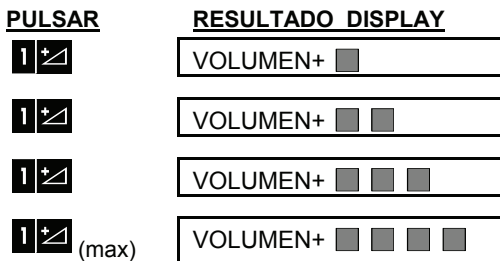 PULSAR RESULTADO DISPLAY
1 + VOLUMEN+
1 + VOLUMEN+
1 + VOLUMEN+
1 + (max) VOLUMEN+